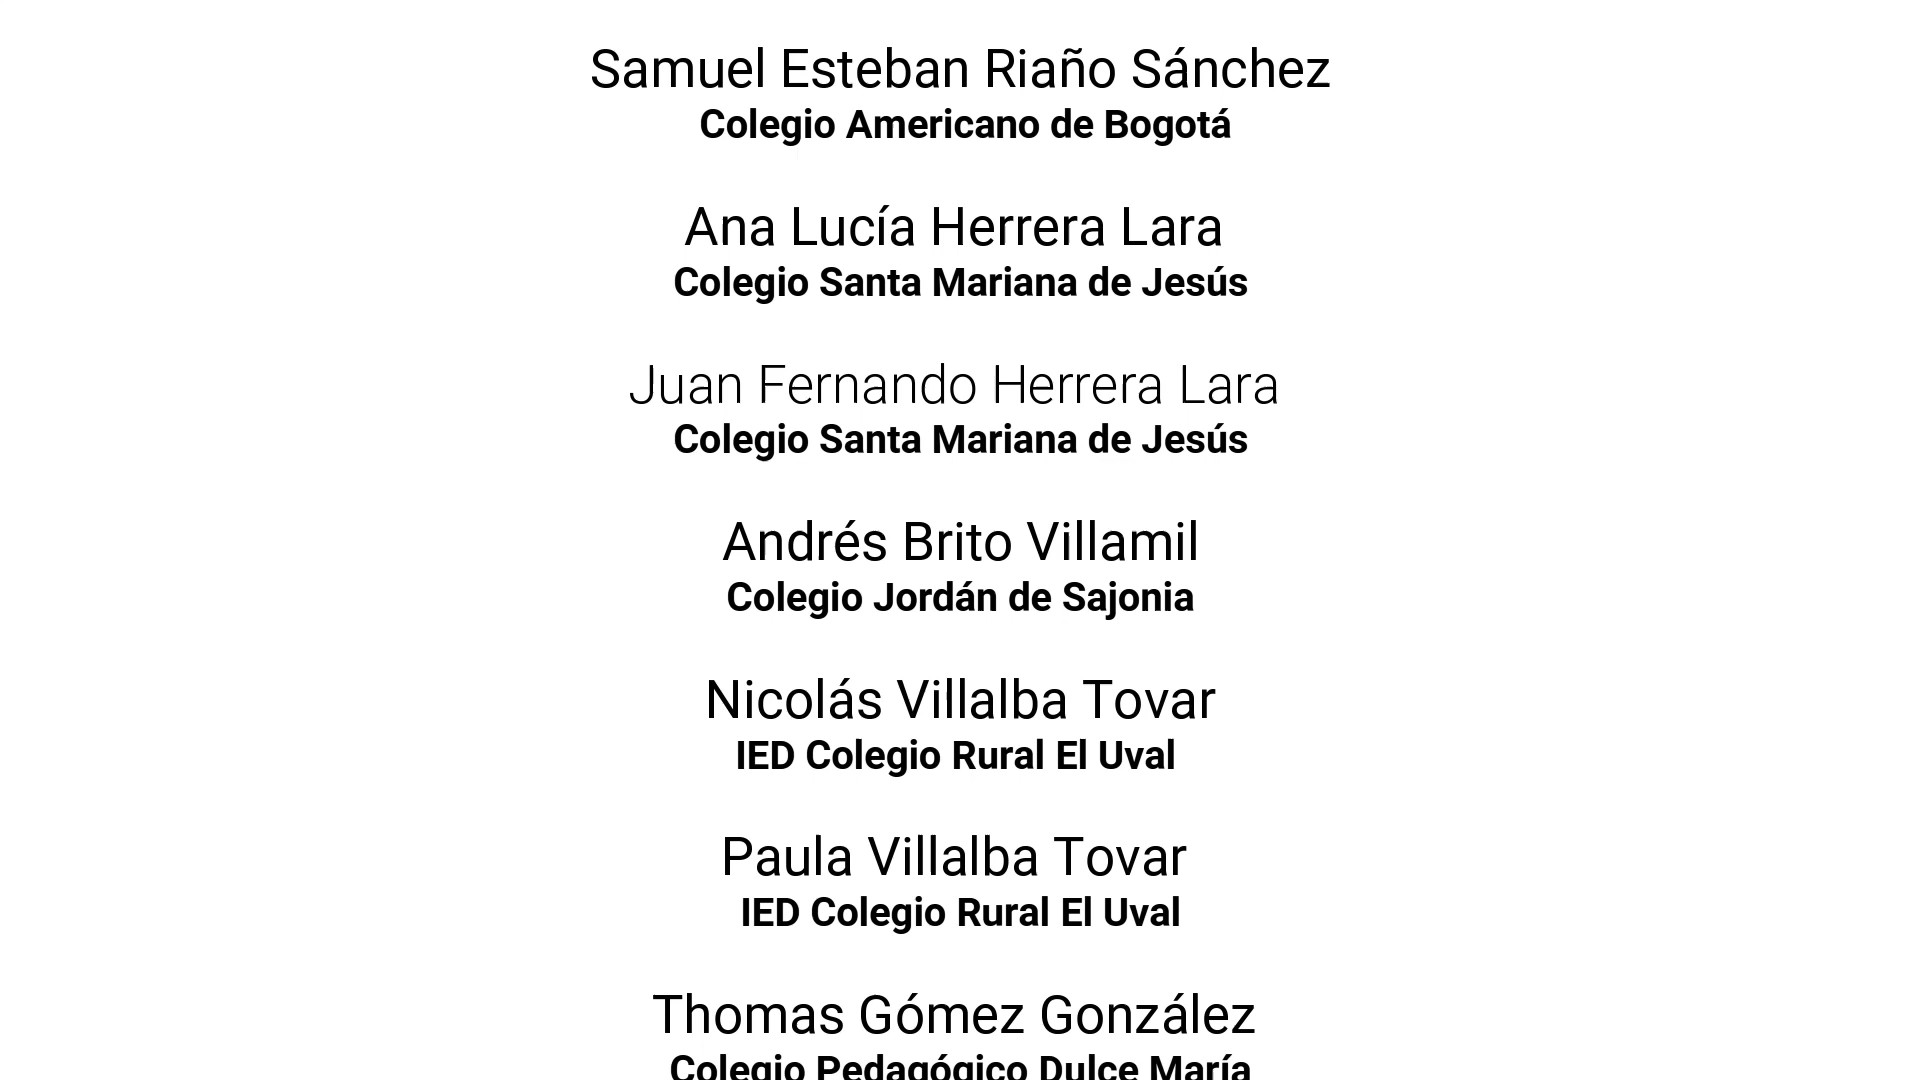 Samuel Esteban Riaño Sánchez
Colegio Americano de Bogotá
Ana Lucía Herrera Lara
Colegio Santa Mariana de Jesús
Juan Fernando Herrera Lara
Colegio Santa Mariana de Jesús
Andrés Brito Villamil
Colegio Jordán de Sajonia
Nicolás Villalba Tovar
IED Colegio Rural El Uval
Paula Villalba Tovar
IED Colegio Rural El Uval
Thomas Gómez González
Colegio Pedagógico Dulce María